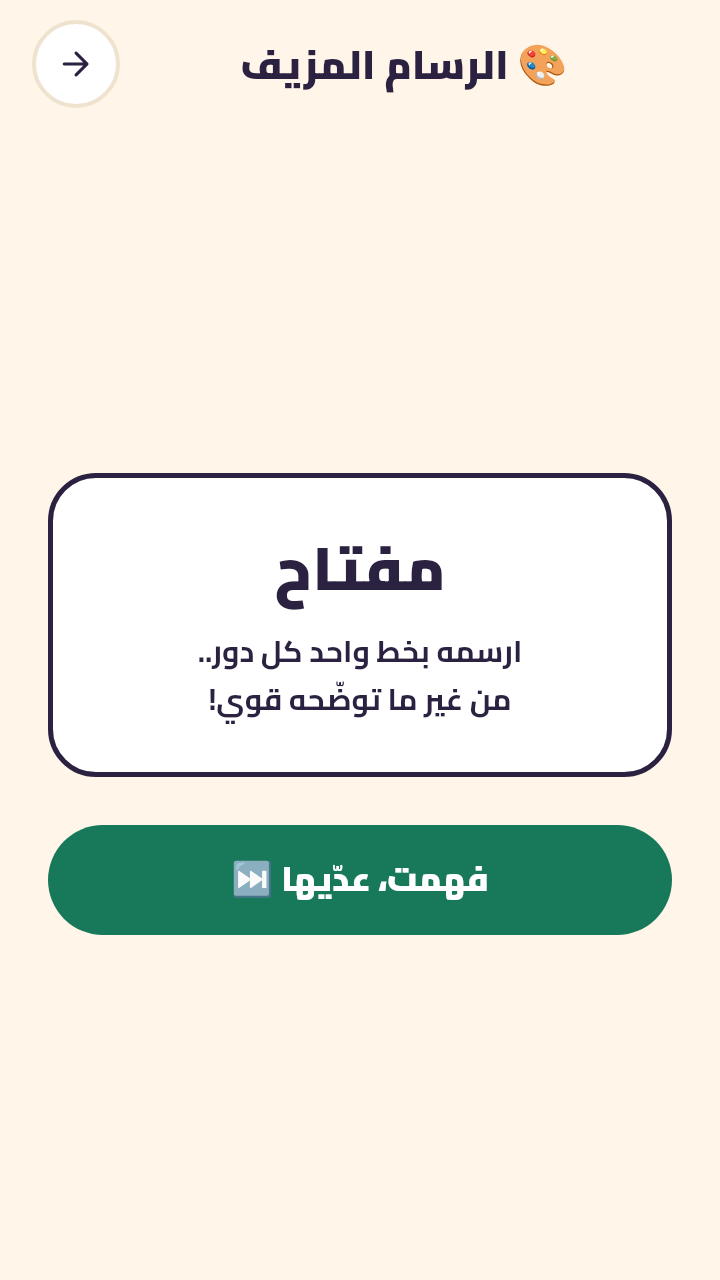 🎨 الرسام المزيف
مفتاح
ارسمه بخط واحد كل دور..
من غير ما توضّحه قوي!
فهمت، عدّيها ⏭️